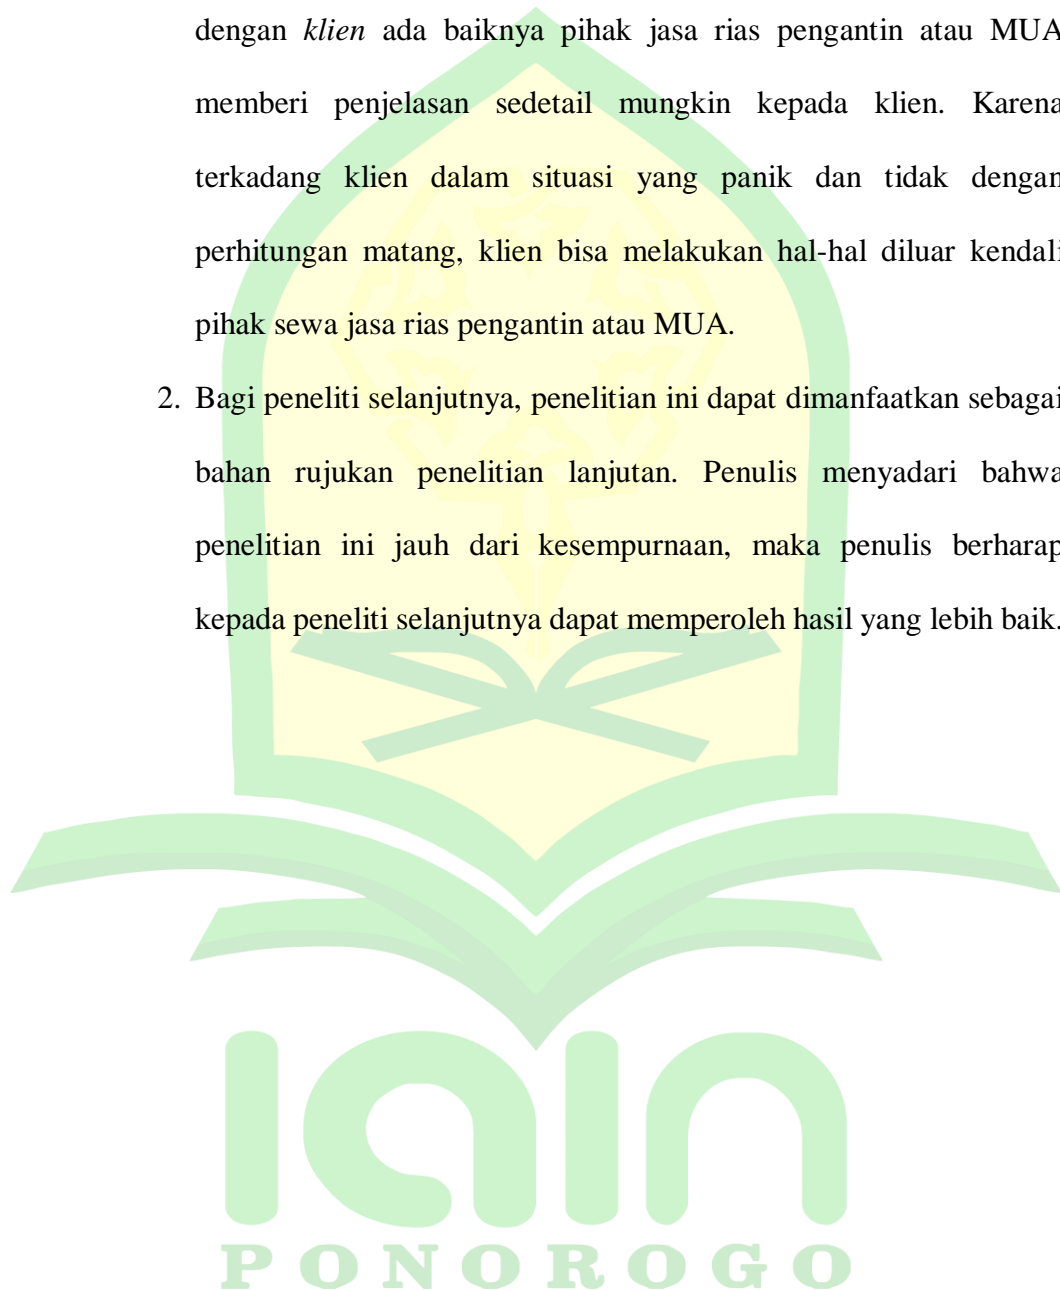 dengan klien ada baiknya pihak jasa rias pengantin atau MUA
memberi penjelasan sedetail mungkin kepada klien. Karena
terkadang klien dalam situasi yang panik dan tidak dengan
perhitungan matang, klien bisa melakukan hal-hal diluar kendali
pihak sewa jasa rias pengantin atau MUA.
2. Bagi peneliti selanjutnya, penelitian ini dapat dimanfaatkan sebagai
bahan rujukan penelitian lanjutan. Penulis menyadari bahwa
penelitian ini jauh dari kesempurnaan, maka penulis berharap
kepada peneliti selanjutnya dapat memperoleh hasil yang lebih baik.
IAIN
PONOROGO